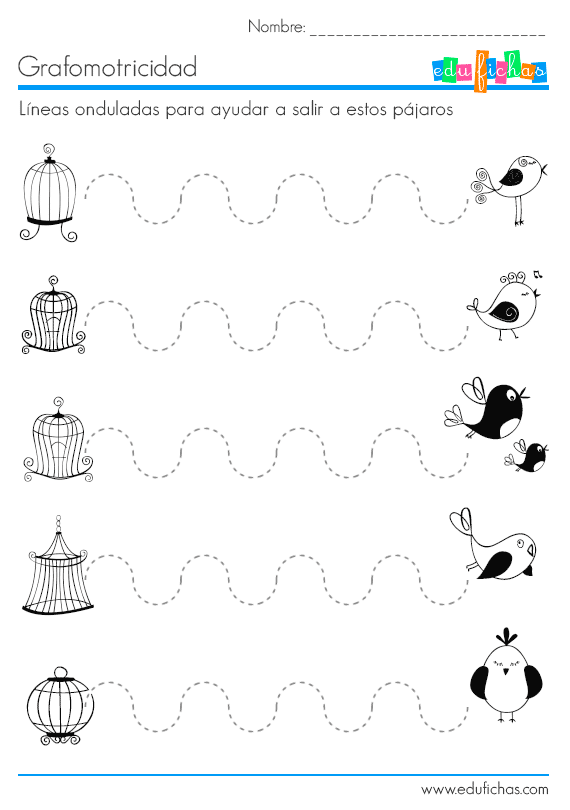 Nombre: ___________________________
Grafomotricidad
edufichas
Líneas onduladas para ayudar a salir a estos pájaros
www.edufichas.com